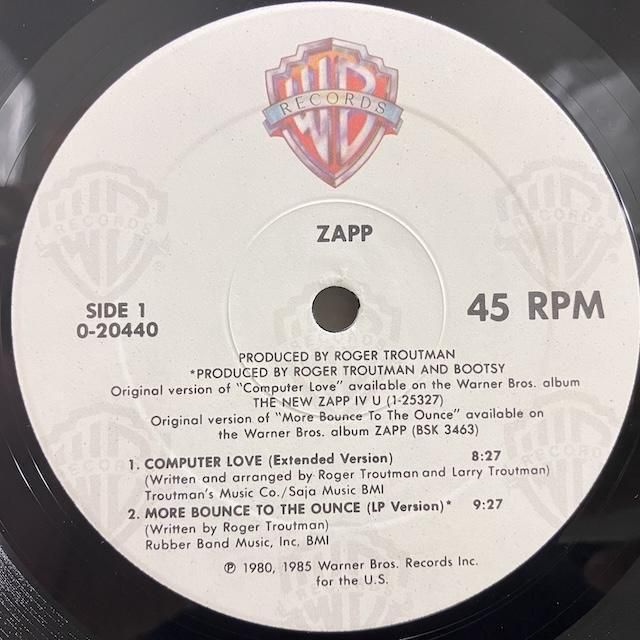 WB
RECORDS
ZAPP
SIDE 1
0-20440
45 RPM
PRODUCED BY ROGER TROUTMAN
*PRODUCED BY ROGER TROUTMAN AND BOOTSY
Original version of "Computer Love" available on the Warner Bros. album
THE NEW ZAPP IV U (1-25327)
Original version of "More Bounce To The Ounce" available on
the Warner Bros. album ZAPP (BSK 3463)
1. COMPUTER LOVE (Extended Version) 8:27
(Written and arranged by Roger Troutman and Larry Troutman)
Troutman's Music Co./Saja Music BMI
2. MORE BOUNCE TO THE OUNCE (LP Version)* 9:27
(Written by Roger Troutman)
Rubber Band Music, Inc. BMI
℗ 1980, 1985 Warner Bros. Records Inc.
for the U.S.